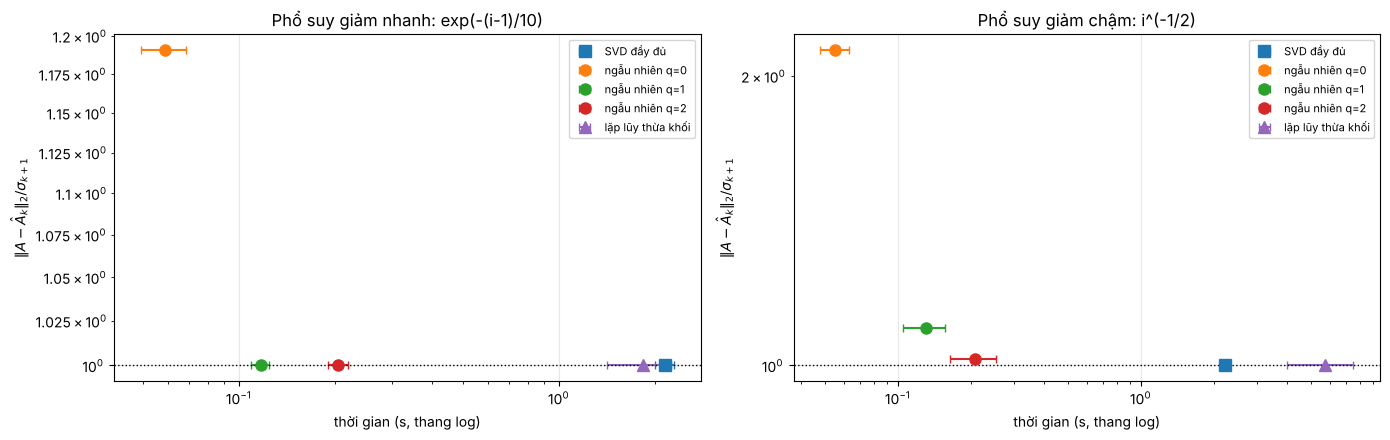 Phổ suy giảm nhanh: exp(-(i-1)/10)
1.2 × 10⁰
1.175 × 10⁰
1.15 × 10⁰
1.125 × 10⁰
1.1 × 10⁰
1.075 × 10⁰
1.05 × 10⁰
1.025 × 10⁰
10⁰
‖A − Â_k‖₂/σ_{k+1}
SVD đầy đủ
ngẫu nhiên q=0
ngẫu nhiên q=1
ngẫu nhiên q=2
lặp lũy thừa khối
10⁻¹
10⁰
thời gian (s, thang log)
Phổ suy giảm chậm: i^(-1/2)
2 × 10⁰
10⁰
‖A − Â_k‖₂/σ_{k+1}
SVD đầy đủ
ngẫu nhiên q=0
ngẫu nhiên q=1
ngẫu nhiên q=2
lặp lũy thừa khối
10⁻¹
10⁰
thời gian (s, thang log)